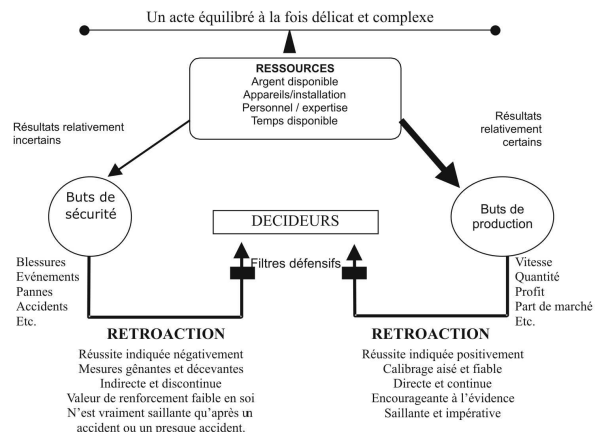 Un acte équilibré à la fois délicat et complexe
RESSOURCES
Argent disponible
Appareils/installation
Personnel / expertise
Temps disponible
Résultats relativement
incertains
Résultats
relativement
certains
Buts de
sécurité
DECIDEURS
Buts de
production
Filtres défensifs
Blessures
Evénements
Pannes
Accidents
Etc.
Vitesse
Quantité
Profit
Part de marché
Etc.
RETROACTION
Réussite indiquée négativement
Mesures gênantes et décevantes
Indirecte et discontinue
Valeur de renforcement faible en soi
N'est vraiment saillante qu'après un
accident ou un presque accident.
RETROACTION
Réussite indiquée positivement
Calibrage aisé et fiable
Directe et continue
Encourageante à l'évidence
Saillante et impérative